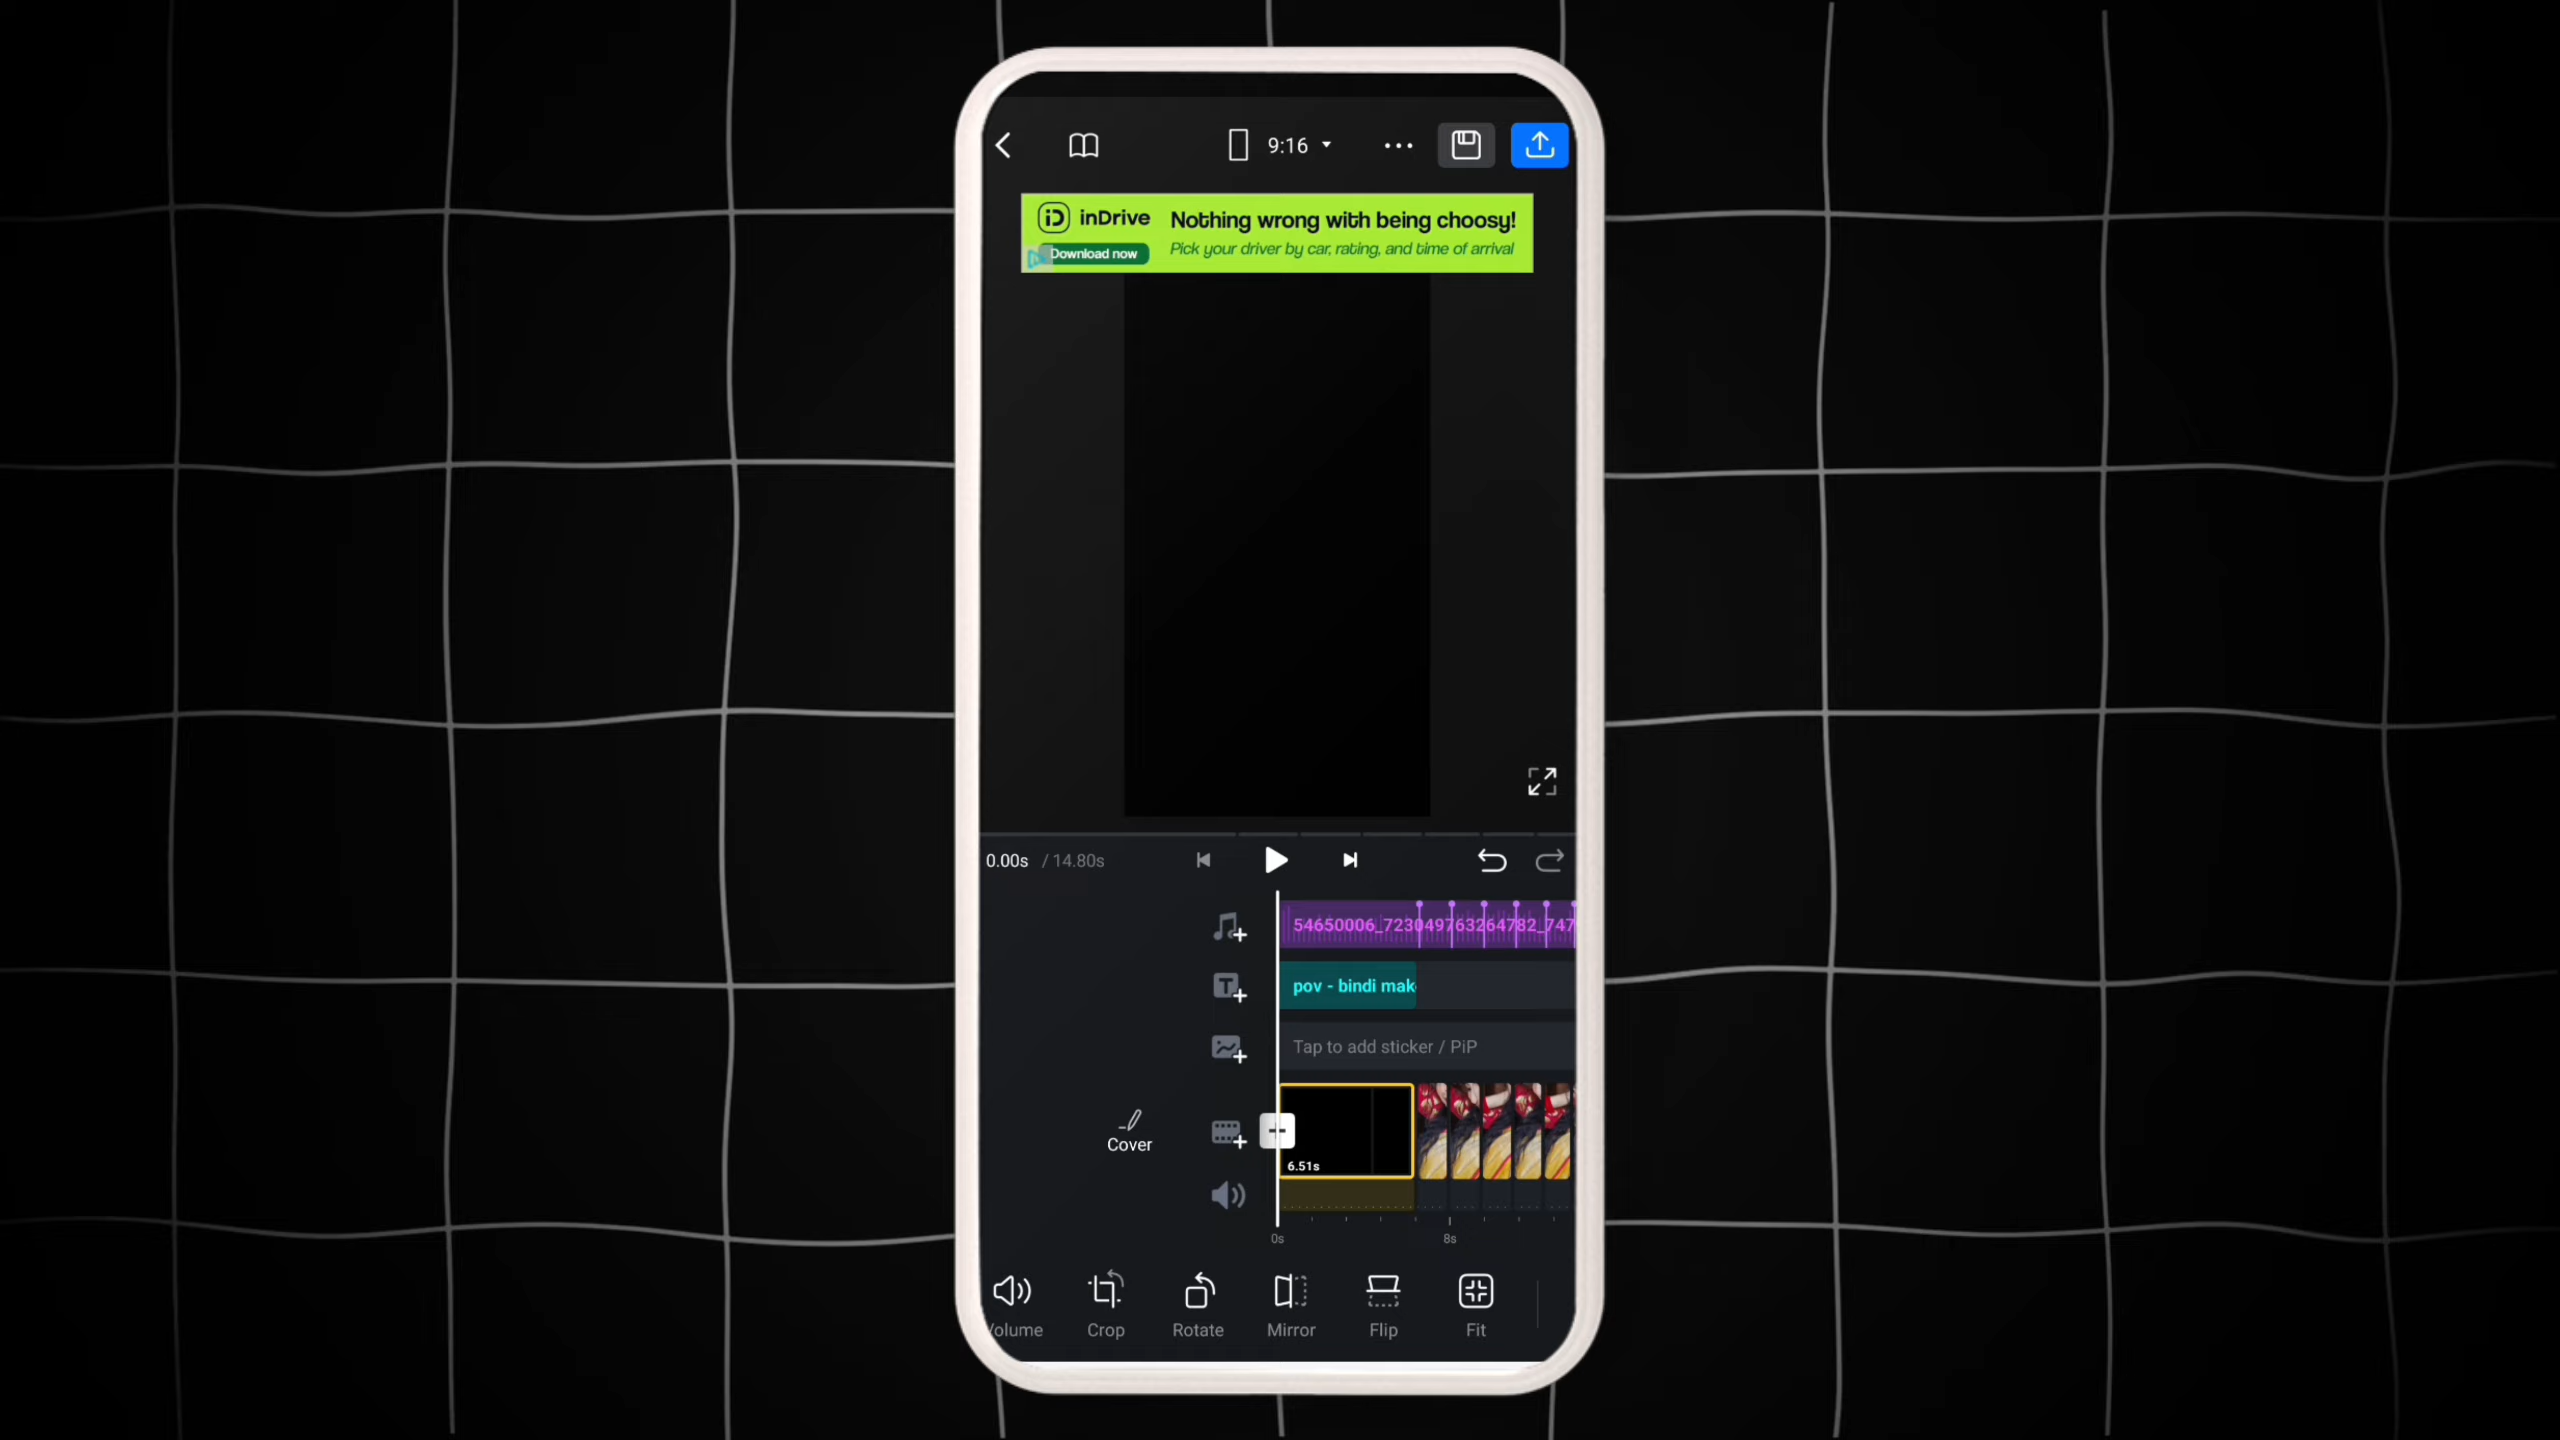 9:16
inDrive
Nothing wrong with being choosy!
Download now
Pick your driver by car, rating, and time of arrival
0.00s / 14.80s
54650006_723049763264782_747
pov - bindi mak
Tap to add sticker / PiP
Cover
6.51s
0s 8s
Volume Crop Rotate Mirror Flip Fit